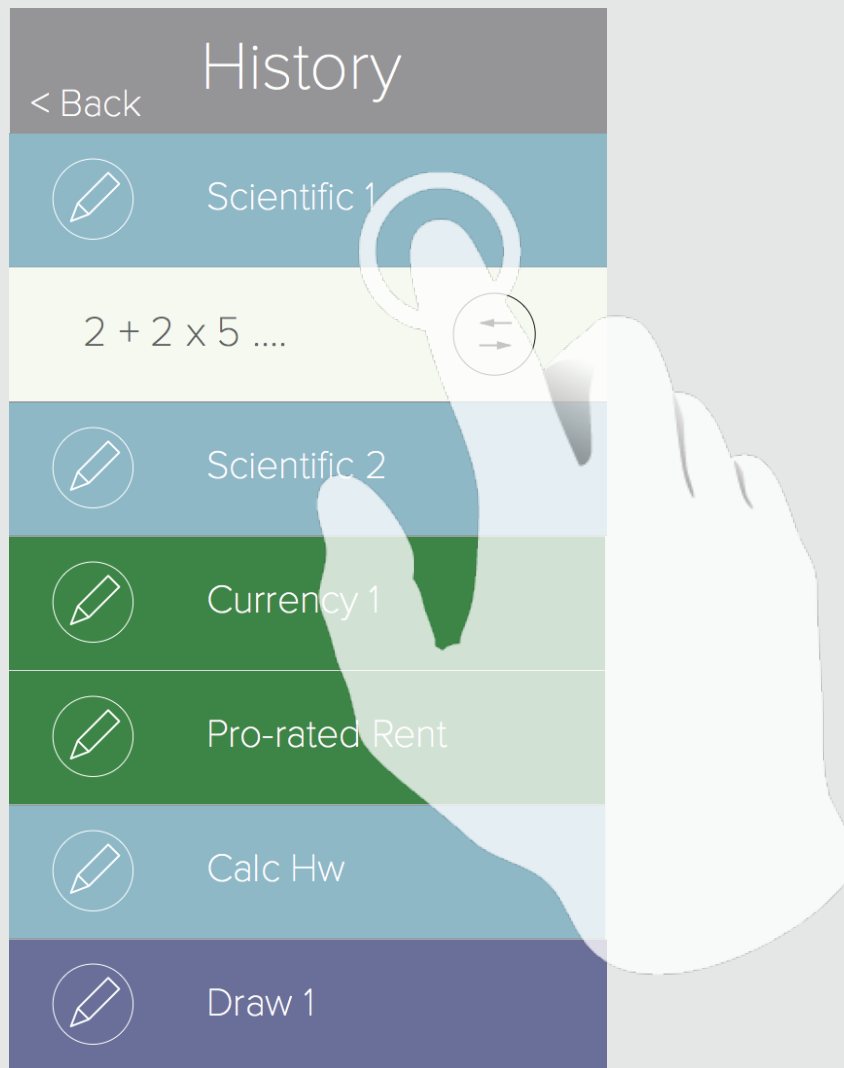 History
< Back
Scientific 1
2 + 2 x 5 ....
Scientific 2
Currency 1
Pro-rated Rent
Calc Hw
Draw 1